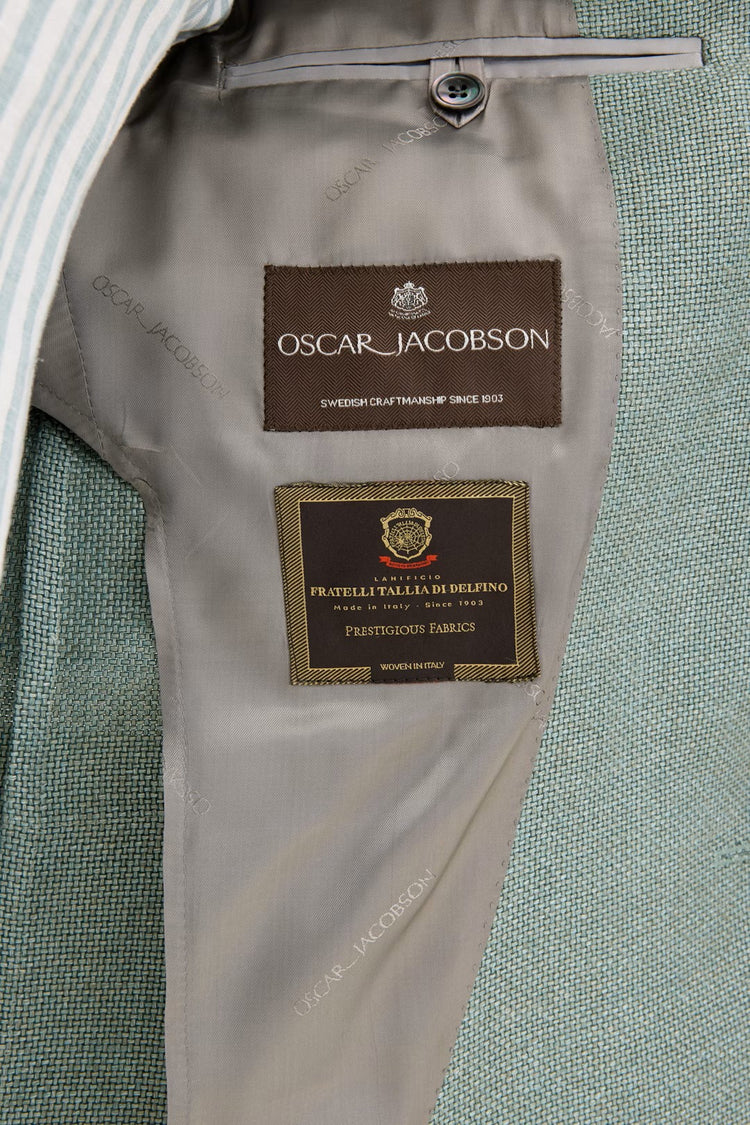 OSCAR JACOBSON
OSCAR JACOBSON
OSCAR JACOBSON
SWEDISH CRAFTMANSHIP SINCE 1903
LANIFICIO
FRATELLI TALLIA DI DELFINO
Made in Italy - Since 1903
PRESTIGIOUS FABRICS
WOVEN IN ITALY
OSCAR JACOBSON